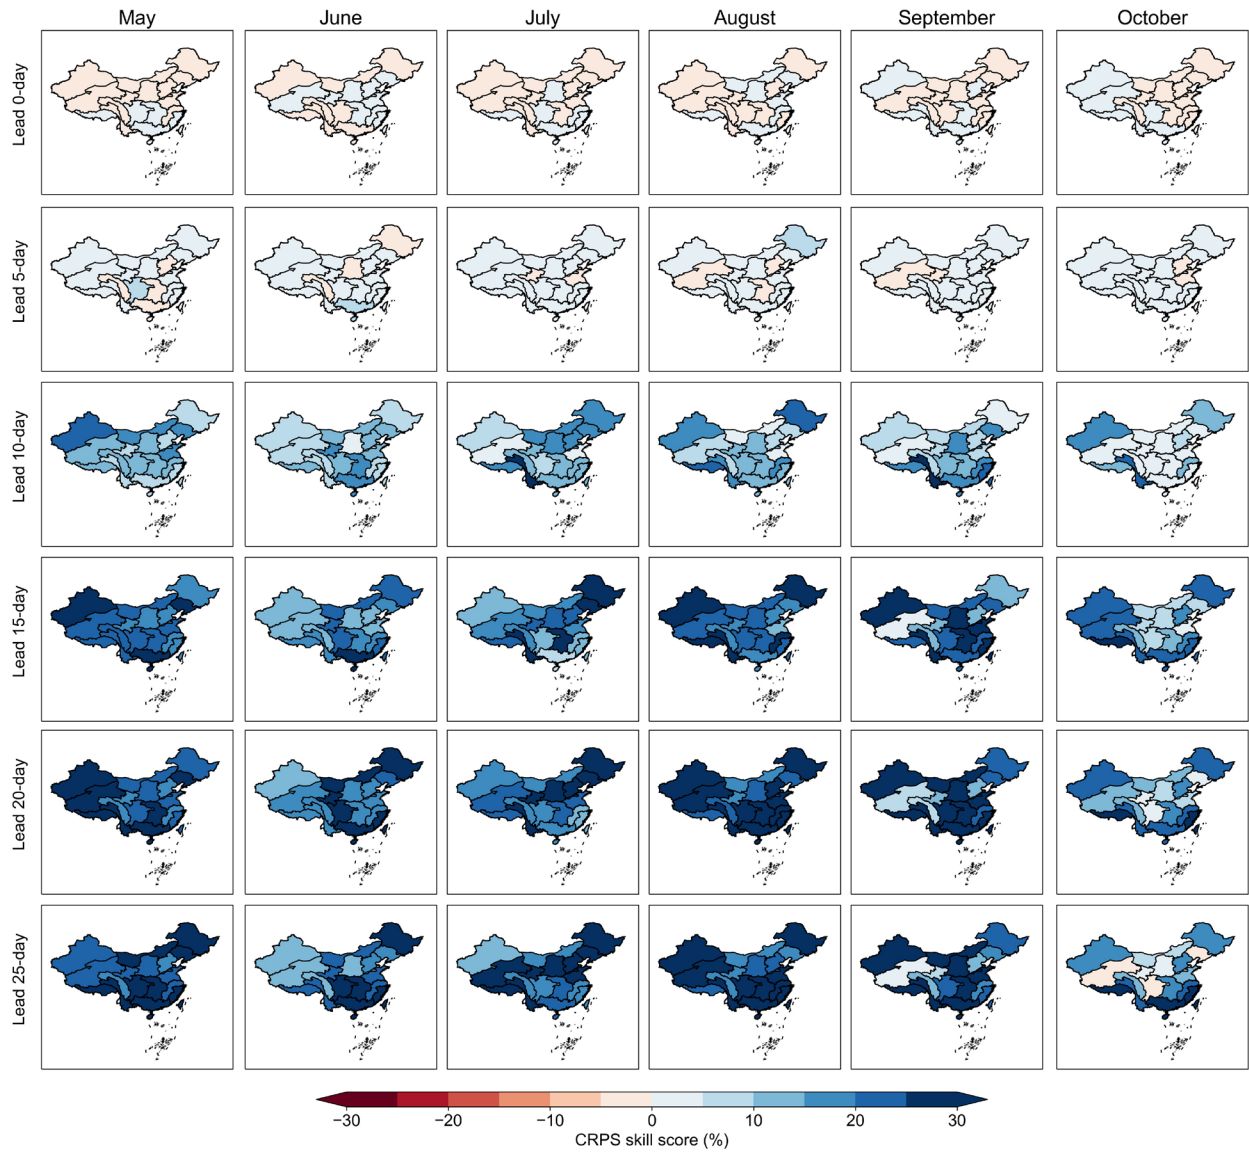 May June July August September October
Lead 0-day
Lead 5-day
Lead 10-day
Lead 15-day
Lead 20-day
Lead 25-day
−30 −20 −10 0 10 20 30
CRPS skill score (%)